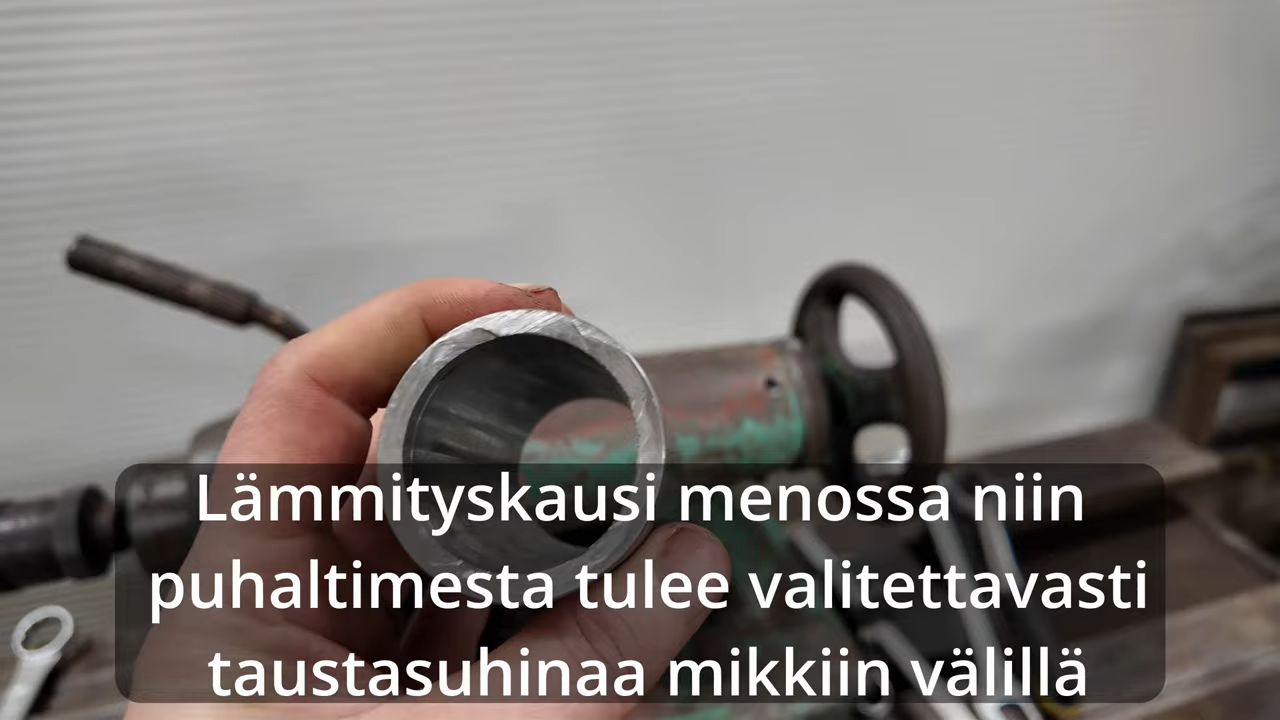 Lämmityskausi menossa niin
puhaltimesta tulee valitettavasti
taustasuhinaa mikkiin välillä